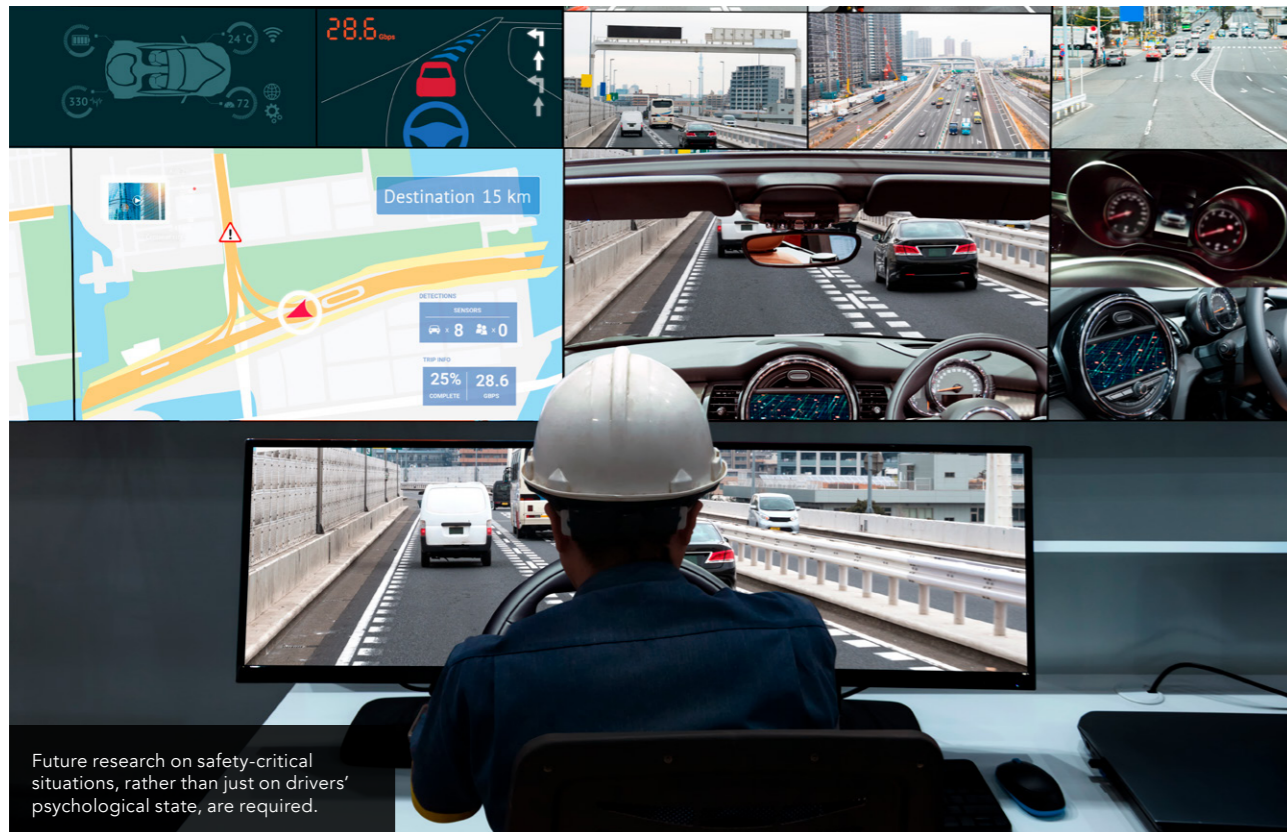 28.6 Gbps
24°C
330
72
Destination 15 km
DETECTIONS
SENSORS
× 8 × 0
TRIP INFO
25% 28.6
COMPLETE GBPS
Future research on safety-critical
situations, rather than just on drivers’
psychological state, are required.